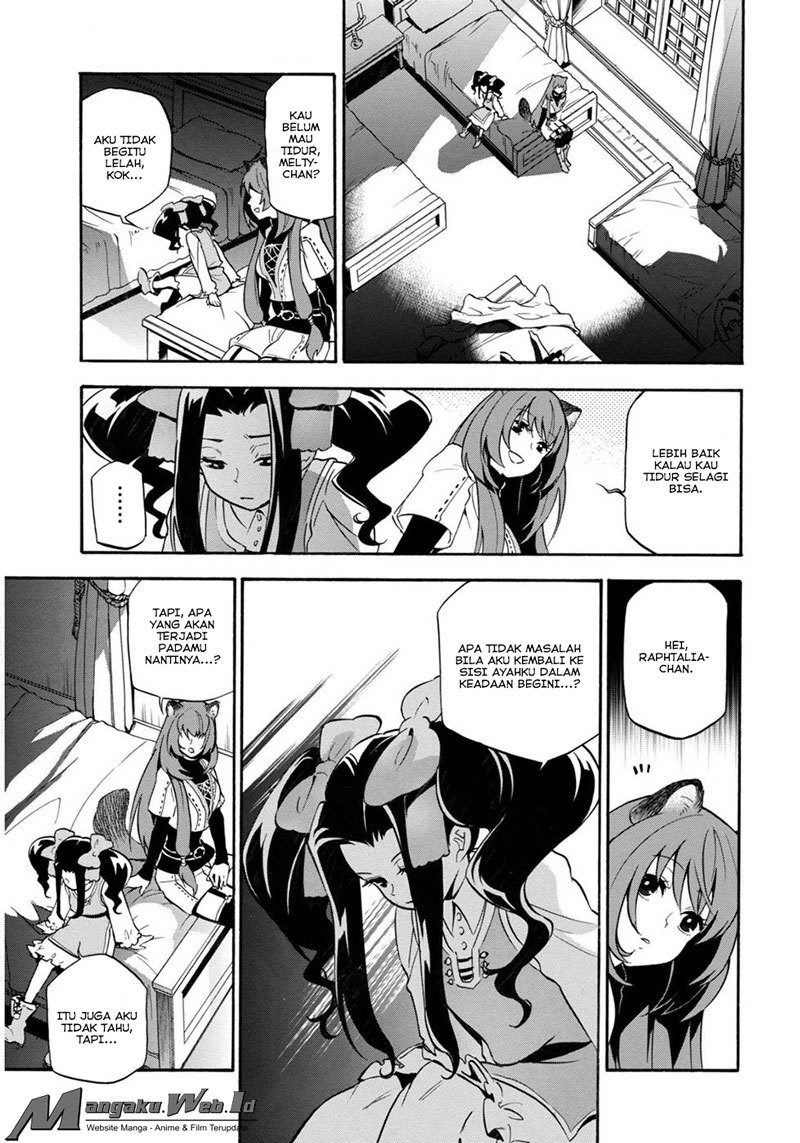 KAU
BELUM
MAU
TIDUR,
MELTY-
CHAN?
AKU TIDAK
BEGITU
LELAH,
KOK...
LEBIH BAIK
KALAU KAU
TIDUR SELAGI
BISA.
......
HEI,
RAPHTALIA-
CHAN.
APA TIDAK MASALAH
BILA AKU KEMBALI KE
SISI AYAHKU DALAM
KEADAAN BEGINI...?
TAPI, APA
YANG AKAN
TERJADI
PADAMU
NANTINYA...?
ITU JUGA AKU
TIDAK TAHU,
TAPI...
Mangaku.Web.Id
Website Manga - Anime & Film Terupdate